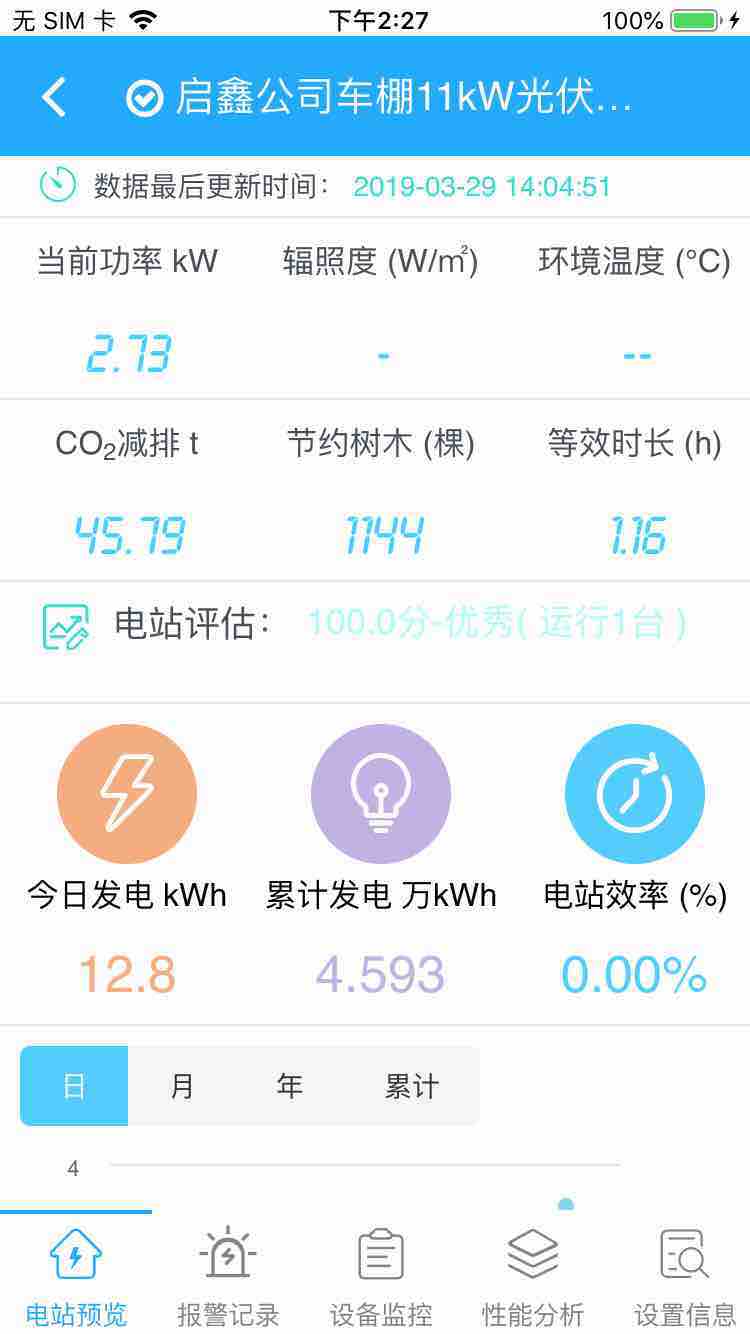 无 SIM 卡 下午2:27 100%
启鑫公司车棚11kW光伏...
数据最后更新时间： 2019-03-29 14:04:51
当前功率 kW 辐照度 (W/㎡) 环境温度 (°C)
2.73 - --
CO₂减排 t 节约树木 (棵) 等效时长 (h)
45.79 1144 1.16
电站评估： 100.0分-优秀( 运行1台 )
今日发电 kWh 累计发电 万kWh 电站效率 (%)
12.8 4.593 0.00%
日 月 年 累计
4
电站预览 报警记录 设备监控 性能分析 设置信息